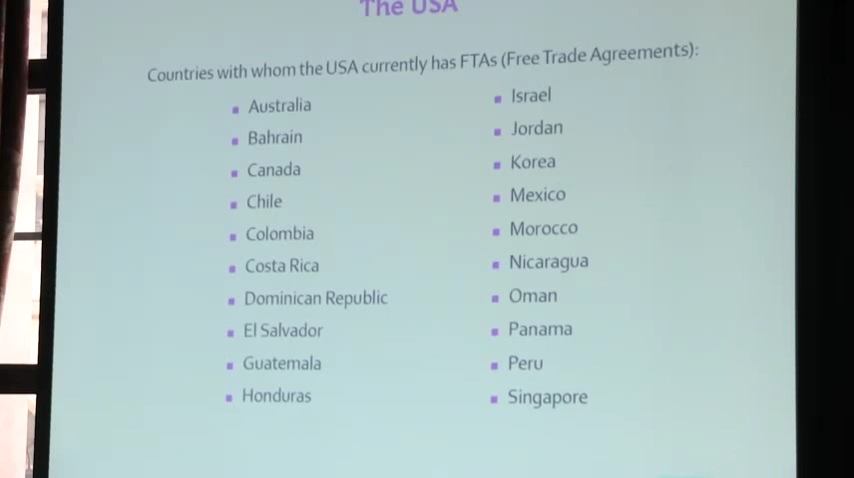 The USA
Countries with whom the USA currently has FTAs (Free Trade Agreements):
Australia
Bahrain
Canada
Chile
Colombia
Costa Rica
Dominican Republic
El Salvador
Guatemala
Honduras
Israel
Jordan
Korea
Mexico
Morocco
Nicaragua
Oman
Panama
Peru
Singapore